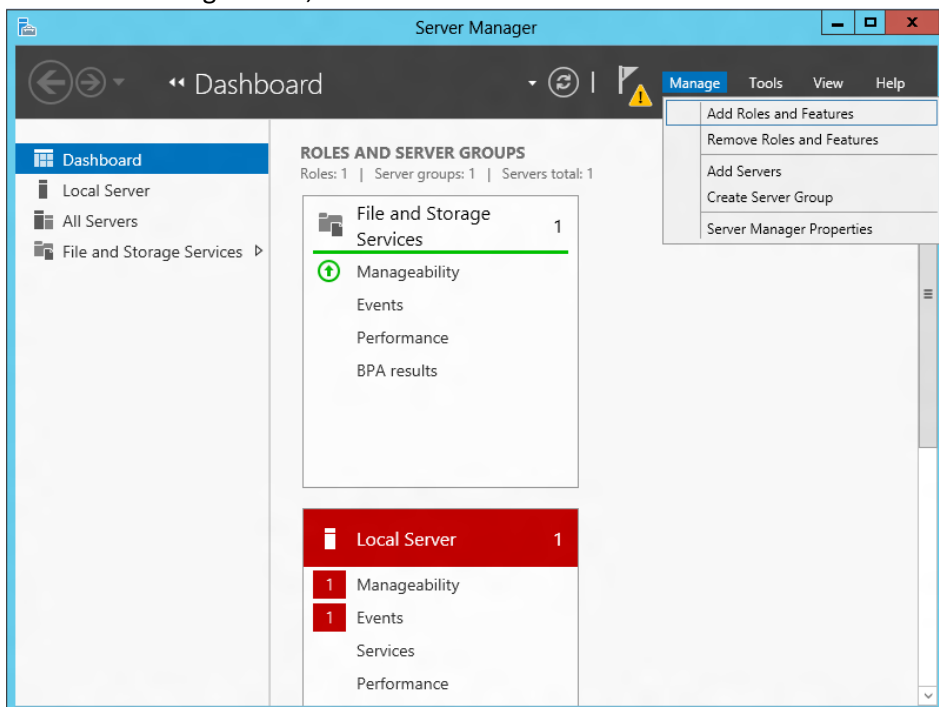 Server Manager
Dashboard
Manage Tools View Help
Add Roles and Features
Remove Roles and Features
Add Servers
Create Server Group
Server Manager Properties
Dashboard
Local Server
All Servers
File and Storage Services
ROLES AND SERVER GROUPS
Roles: 1 | Server groups: 1 | Servers total: 1
File and Storage
Services 1
Manageability
Events
Performance
BPA results
Local Server 1
1 Manageability
1 Events
Services
Performance